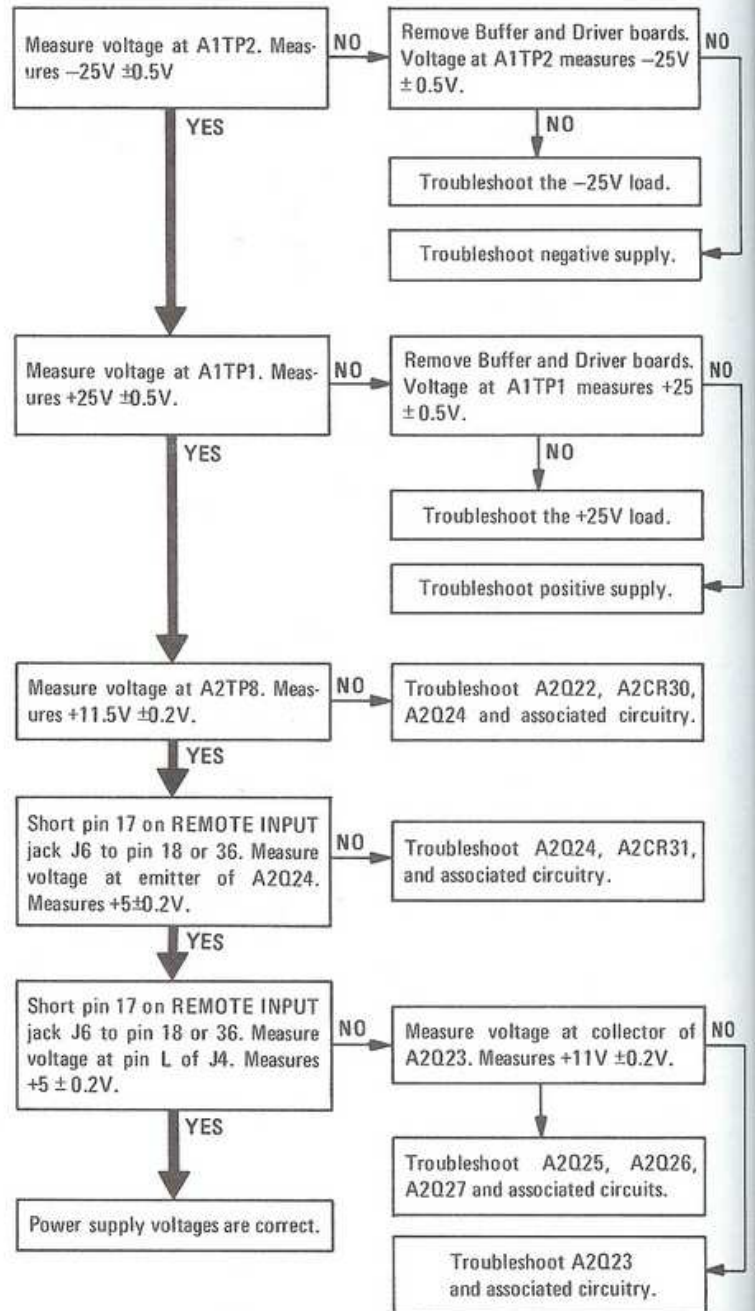 Measure voltage at A1TP2. Meas-
ures −25V ±0.5V
NO
Remove Buffer and Driver boards.
Voltage at A1TP2 measures −25V
± 0.5V.
NO
YES
NO
Troubleshoot the −25V load.
Troubleshoot negative supply.
Measure voltage at A1TP1. Meas-
ures +25V ±0.5V.
NO
Remove Buffer and Driver boards.
Voltage at A1TP1 measures +25
± 0.5V.
NO
YES
NO
Troubleshoot the +25V load.
Troubleshoot positive supply.
Measure voltage at A2TP8. Meas-
ures +11.5V ±0.2V.
NO
Troubleshoot A2Q22, A2CR30,
A2Q24 and associated circuitry.
YES
Short pin 17 on REMOTE INPUT
jack J6 to pin 18 or 36. Measure
voltage at emitter of A2Q24.
Measures +5±0.2V.
NO
Troubleshoot A2Q24, A2CR31,
and associated circuitry.
YES
Short pin 17 on REMOTE INPUT
jack J6 to pin 18 or 36. Measure
voltage at pin L of J4. Measures
+5 ± 0.2V.
NO
Measure voltage at collector of
A2Q23. Measures +11V ±0.2V.
NO
YES
Troubleshoot A2Q25, A2Q26,
A2Q27 and associated circuits.
Power supply voltages are correct.
Troubleshoot A2Q23
and associated circuitry.